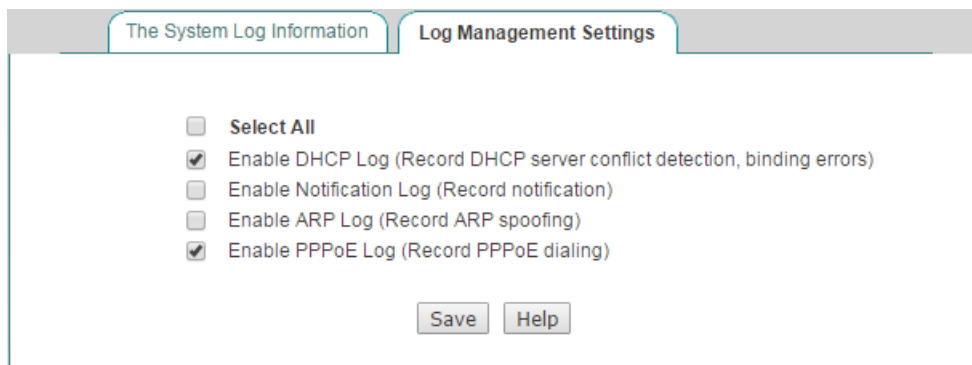 The System Log Information
Log Management Settings
Select All
Enable DHCP Log (Record DHCP server conflict detection, binding errors)
Enable Notification Log (Record notification)
Enable ARP Log (Record ARP spoofing)
Enable PPPoE Log (Record PPPoE dialing)
Save Help